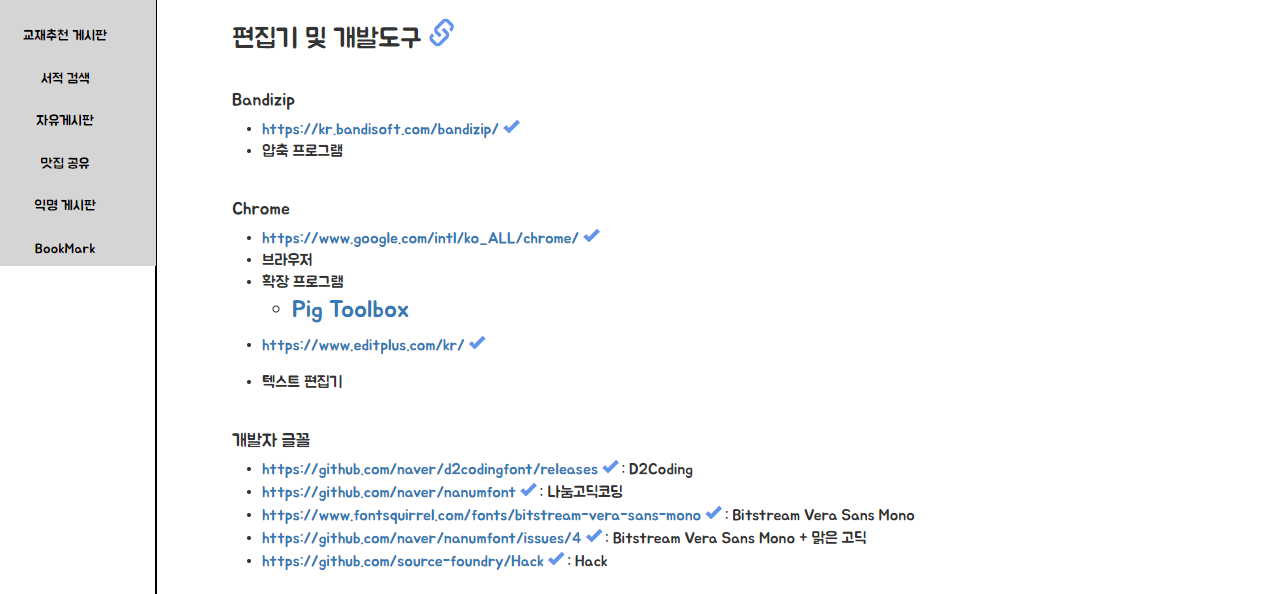 교재추천 게시판
서적 검색
자유게시판
맛집 공유
익명 게시판
BookMark
편집기 및 개발도구
Bandizip
https://kr.bandisoft.com/bandizip/
압축 프로그램
Chrome
https://www.google.com/intl/ko_ALL/chrome/
브라우저
확장 프로그램
Pig Toolbox
https://www.editplus.com/kr/
텍스트 편집기
개발자 글꼴
https://github.com/naver/d2codingfont/releases : D2Coding
https://github.com/naver/nanumfont : 나눔고딕코딩
https://www.fontsquirrel.com/fonts/bitstream-vera-sans-mono : Bitstream Vera Sans Mono
https://github.com/naver/nanumfont/issues/4 : Bitstream Vera Sans Mono + 맑은 고딕
https://github.com/source-foundry/Hack : Hack